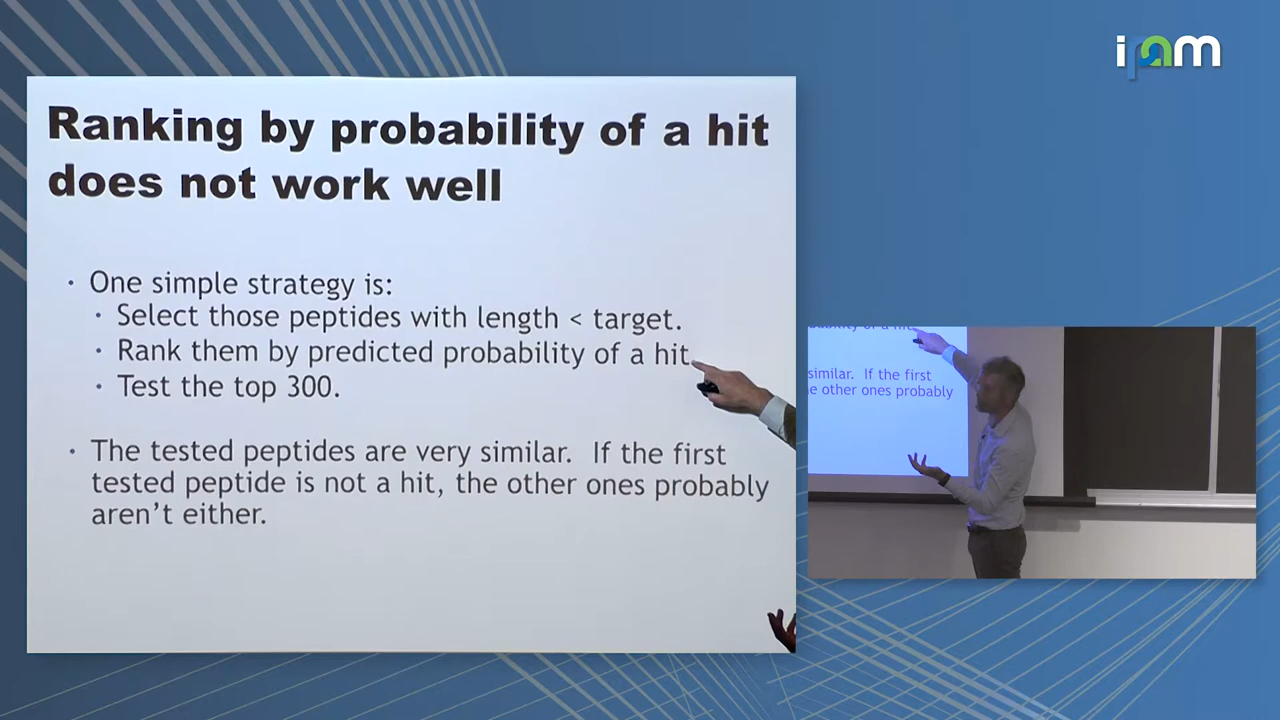 ipam
Ranking by probability of a hit
does not work well
· One simple strategy is:
· Select those peptides with length < target.
· Rank them by predicted probability of a hit.
· Test the top 300.
· The tested peptides are very similar. If the first
tested peptide is not a hit, the other ones probably
aren't either.
similar. If the first
other ones probably